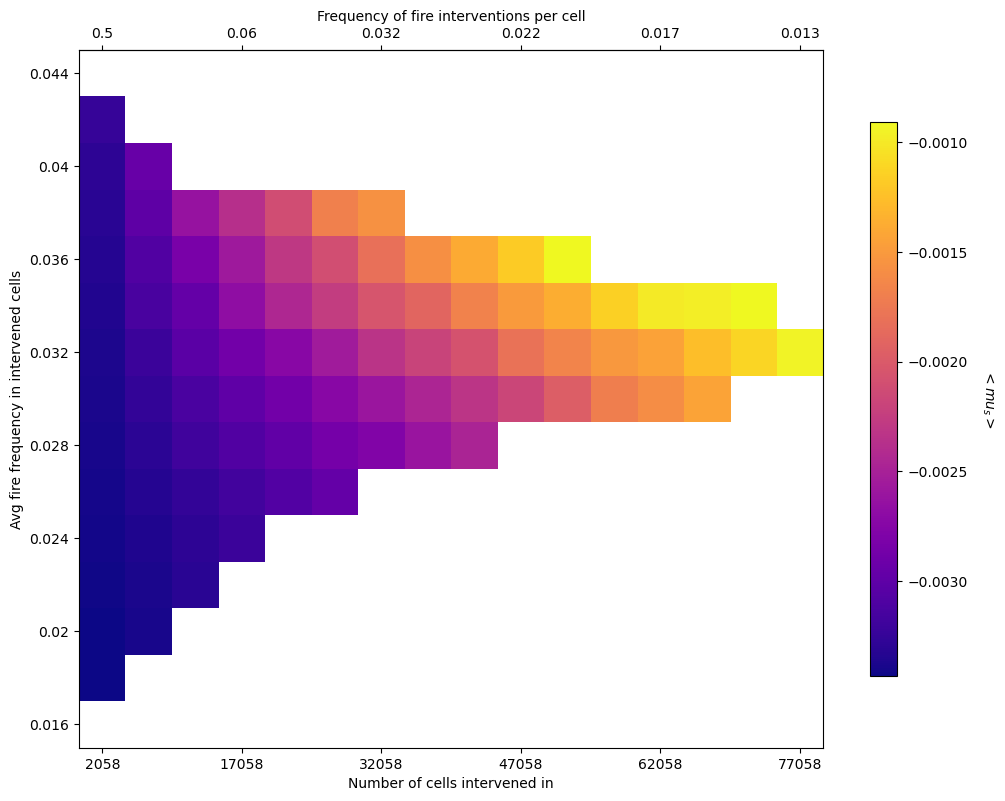 Frequency of fire interventions per cell
0.5 0.06 0.032 0.022 0.017 0.013
0.044
0.04
0.036
0.032
0.028
0.024
0.02
0.016
Avg fire frequency in intervened cells
2058 17058 32058 47058 62058 77058
Number of cells intervened in
−0.0010
−0.0015
−0.0020
−0.0025
−0.0030
< mu_s >